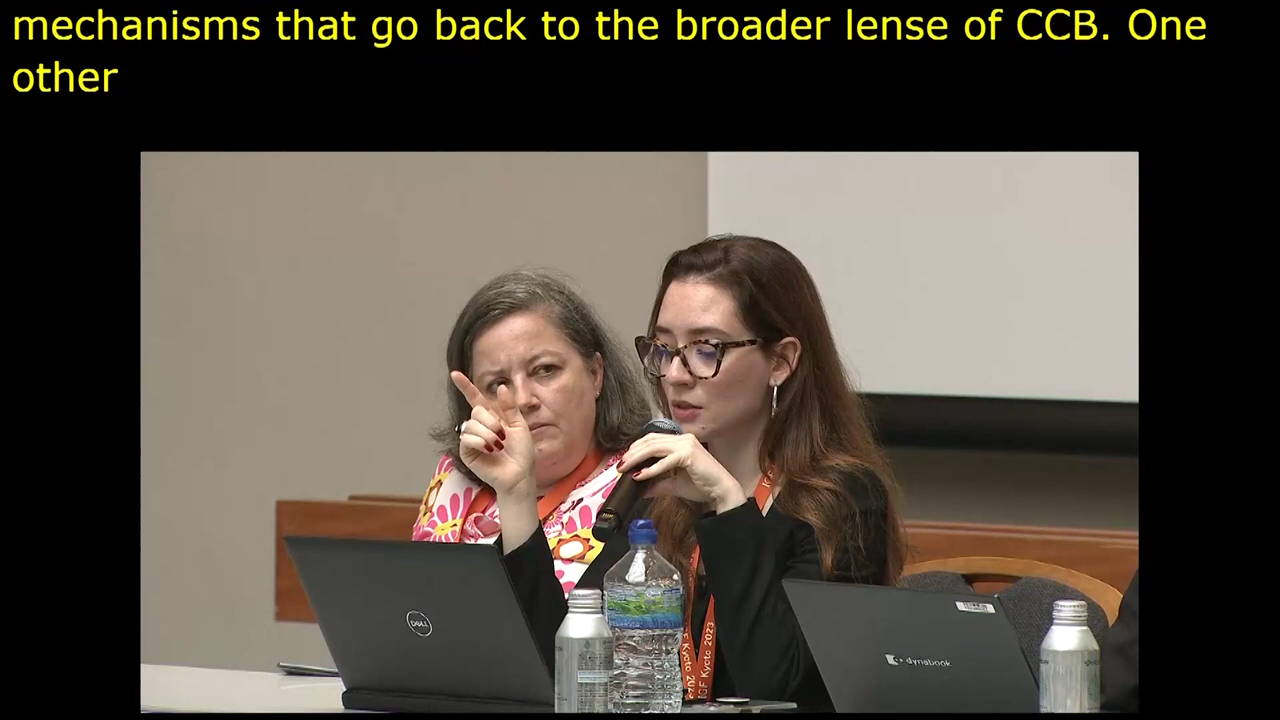 mechanisms that go back to the broader lense of CCB. One
other
DELL
dynabook
IGF Kyoto 2023